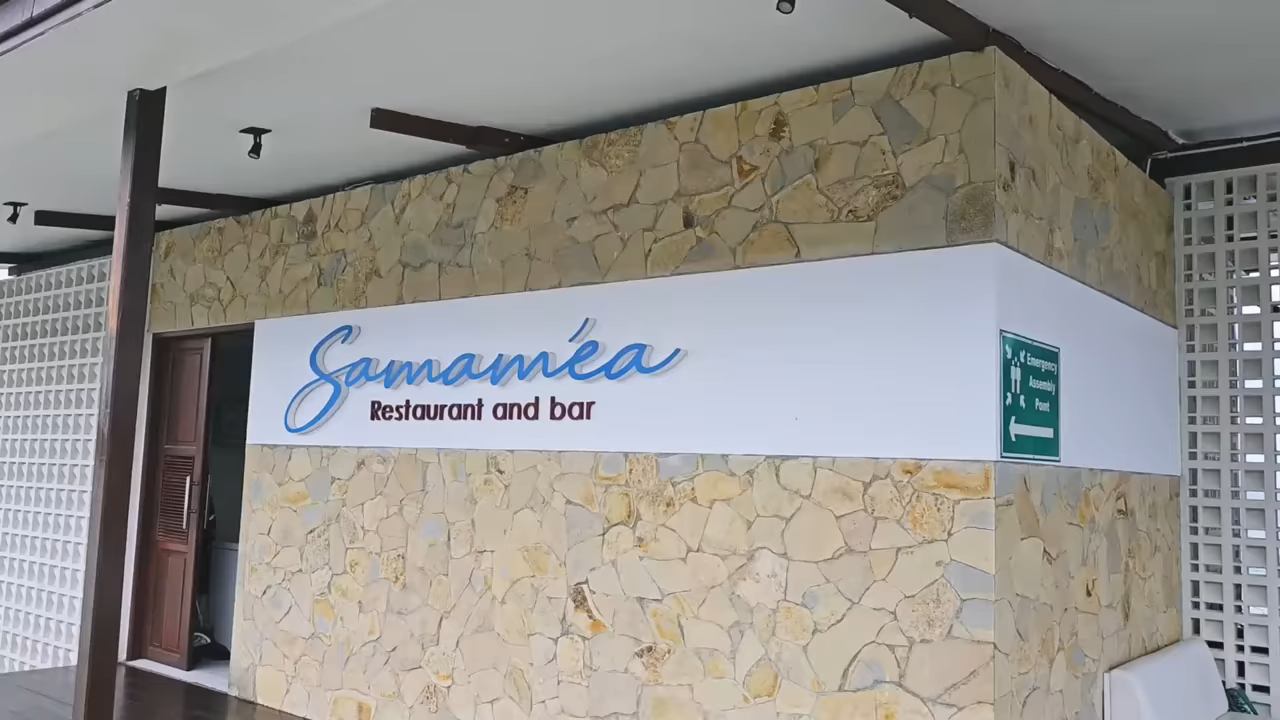 Samaméa
Restaurant and bar
Emergency
Assembly
Point